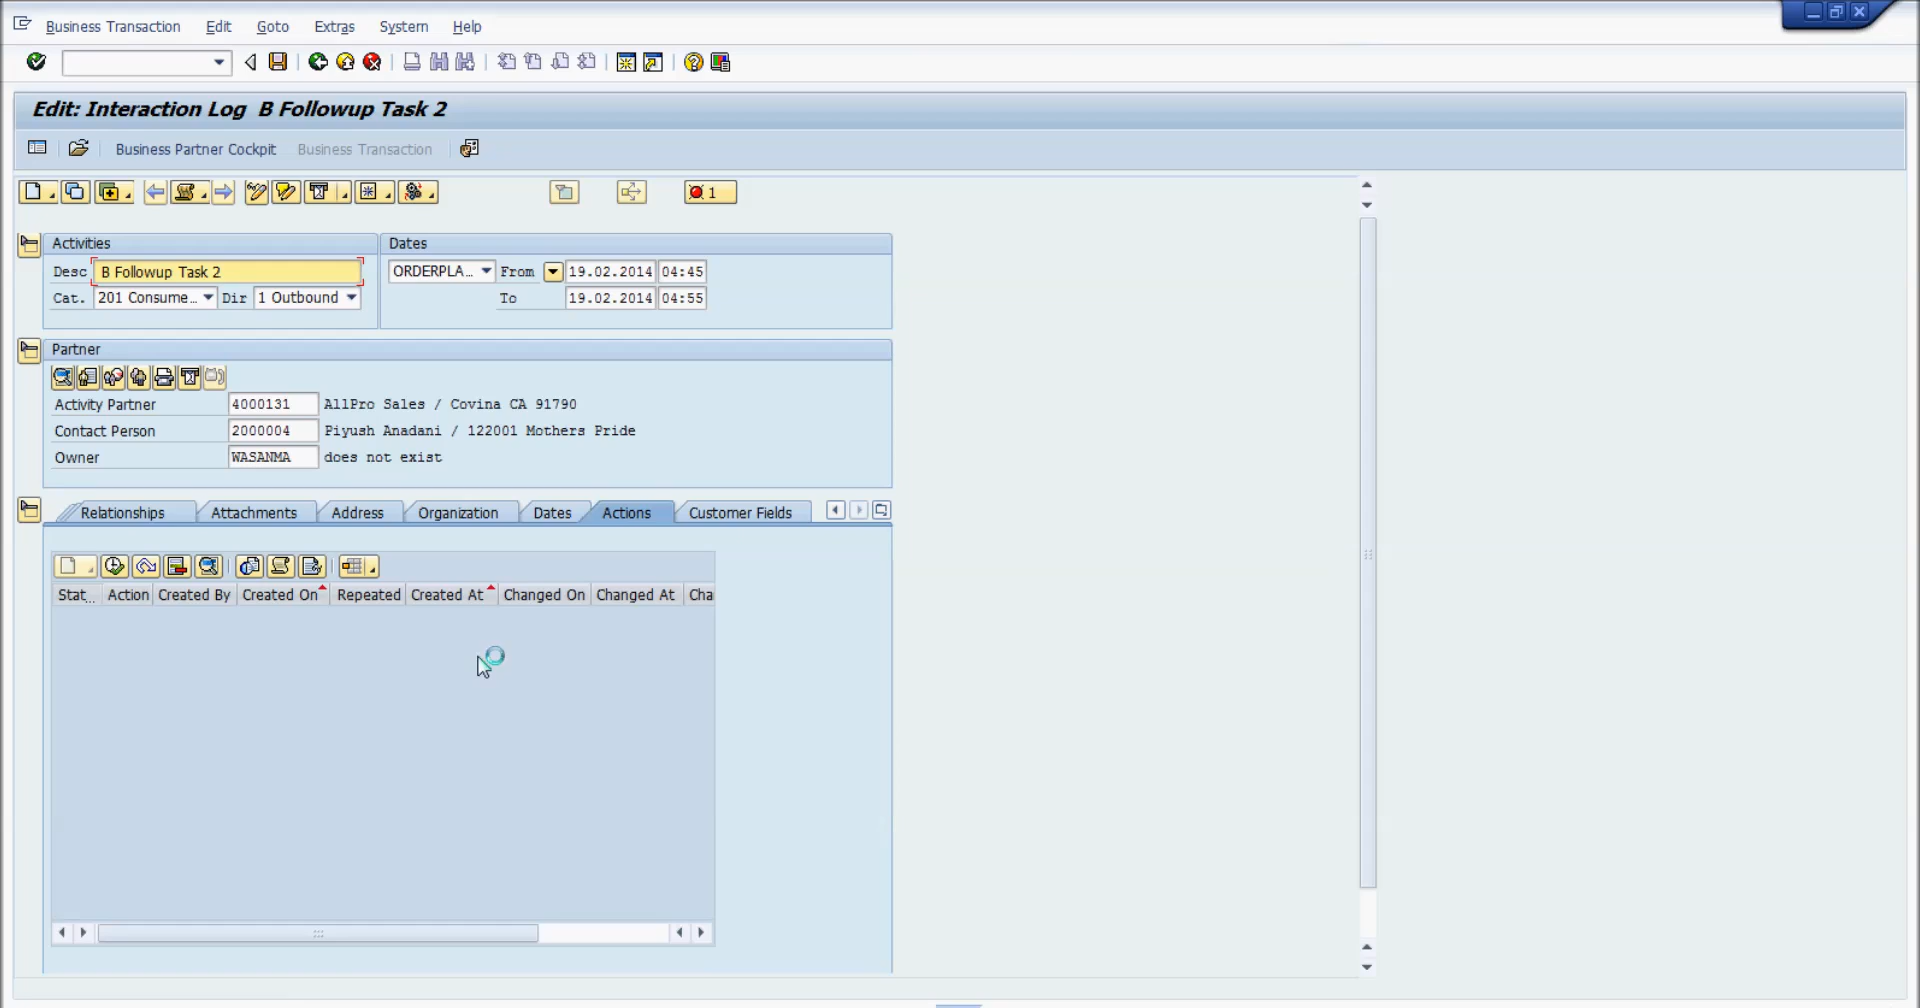 Business Transaction Edit Goto Extras System Help
Edit: Interaction Log B Followup Task 2
Business Partner Cockpit Business Transaction
1
Activities
Desc B Followup Task 2
Cat. 201 Consume... Dir 1 Outbound
Dates
ORDERPLA... From 19.02.2014 04:45
To 19.02.2014 04:55
Partner
Activity Partner 4000131 AllPro Sales / Covina CA 91790
Contact Person 2000004 Piyush Anadani / 122001 Mothers Pride
Owner WASANMA does not exist
Relationships Attachments Address Organization Dates Actions Customer Fields
Stat... Action Created By Created On Repeated Created At Changed On Changed At Cha